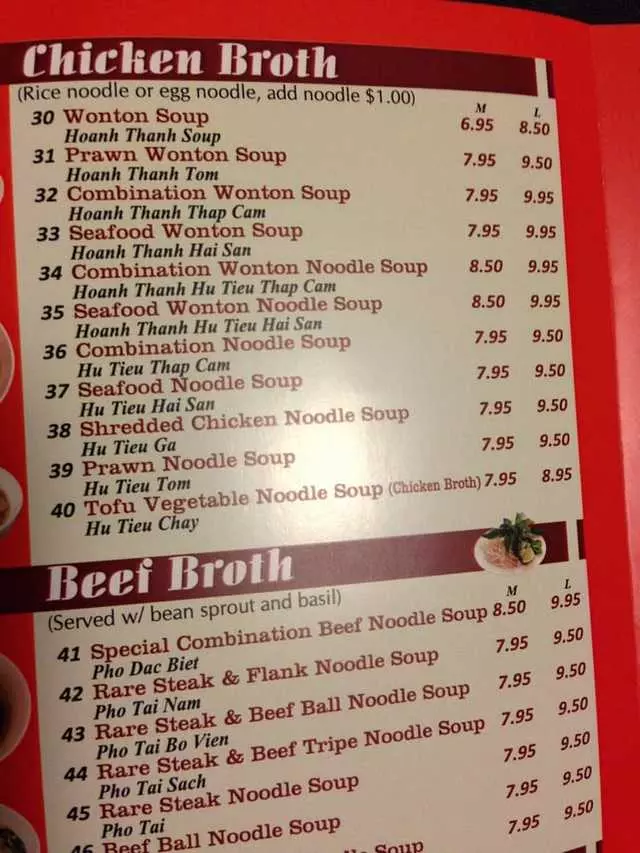 Chicken Broth
(Rice noodle or egg noodle, add noodle $1.00)
M L
30 Wonton Soup 6.95 8.50
Hoanh Thanh Soup
31 Prawn Wonton Soup 7.95 9.50
Hoanh Thanh Tom
32 Combination Wonton Soup 7.95 9.95
Hoanh Thanh Thap Cam
33 Seafood Wonton Soup 7.95 9.95
Hoanh Thanh Hai San
34 Combination Wonton Noodle Soup 8.50 9.95
Hoanh Thanh Hu Tieu Thap Cam
35 Seafood Wonton Noodle Soup 8.50 9.95
Hoanh Thanh Hu Tieu Hai San
36 Combination Noodle Soup 7.95 9.50
Hu Tieu Thap Cam
37 Seafood Noodle Soup 7.95 9.50
Hu Tieu Hai San
38 Shredded Chicken Noodle Soup 7.95 9.50
Hu Tieu Ga
39 Prawn Noodle Soup 7.95 9.50
Hu Tieu Tom
40 Tofu Vegetable Noodle Soup (Chicken Broth) 7.95 8.95
Hu Tieu Chay
Beef Broth
(Served w/ bean sprout and basil)
M L
41 Special Combination Beef Noodle Soup 8.50 9.95
Pho Dac Biet
42 Rare Steak & Flank Noodle Soup 7.95 9.50
Pho Tai Nam
43 Rare Steak & Beef Ball Noodle Soup 7.95 9.50
Pho Tai Bo Vien
44 Rare Steak & Beef Tripe Noodle Soup 7.95 9.50
Pho Tai Sach
45 Rare Steak Noodle Soup 7.95 9.50
Pho Tai
46 Beef Ball Noodle Soup 7.95 9.50
Soup 7.95 9.50